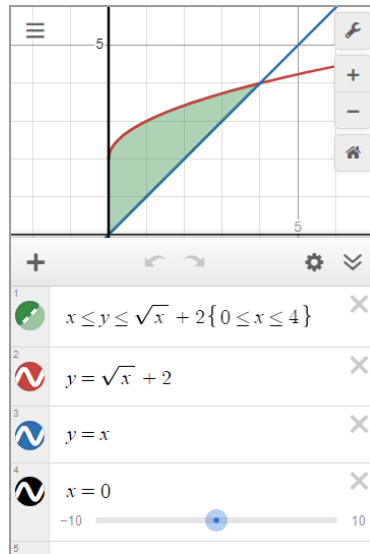 5
5
1
x ≤ y ≤ √x + 2{0 ≤ x ≤ 4}
2
y = √x + 2
3
y = x
4
x = 0
-10 10
5